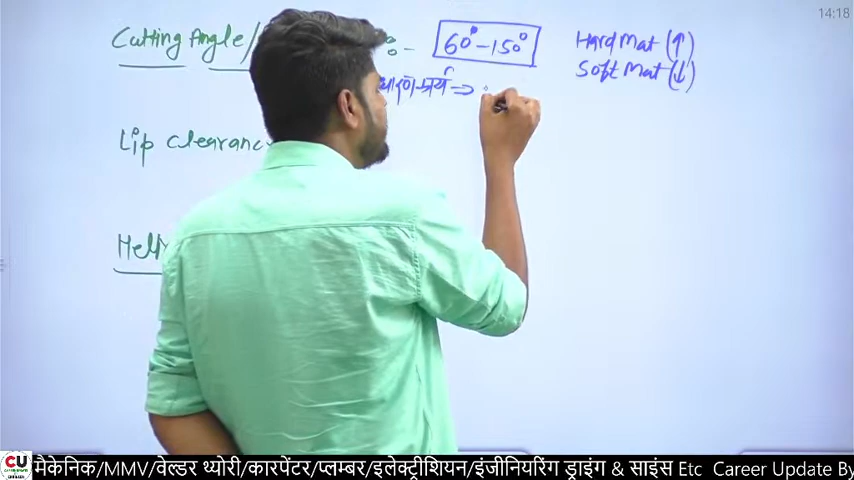 14:18
Cutting Angle/ 60° - 150° Hard Mat (↑)
Soft Mat (↓)
कार्य ⇒
Lip clearanc
CU मैकेनिक/MMV/वेल्डर थ्योरी/कारपेंटर/प्लम्बर/इलेक्ट्रीशियन/इंजीनियरिंग ड्राइंग & साइंस Etc Career Update By